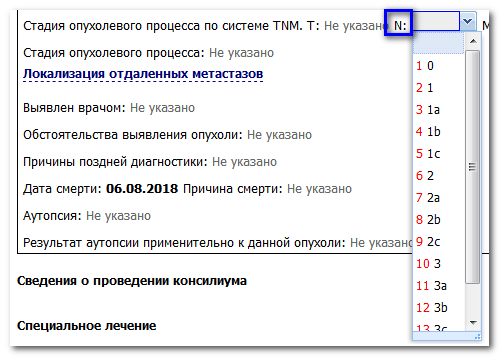 Стадия опухолевого процесса по системе TNM. T: Не указано N: M
Стадия опухолевого процесса: Не указано
Локализация отдаленных метастазов
Выявлен врачом: Не указано
Обстоятельства выявления опухоли: Не указано
Причины поздней диагностики: Не указано
Дата смерти: 06.08.2018 Причина смерти: Не указано
Аутопсия: Не указано
Результат аутопсии применительно к данной опухоли: Не указано
Сведения о проведении консилиума
Специальное лечение
1 0
2 1
3 1a
4 1b
5 1c
6 2
7 2a
8 2b
9 2c
10 3
11 3a
12 3b
13 3c